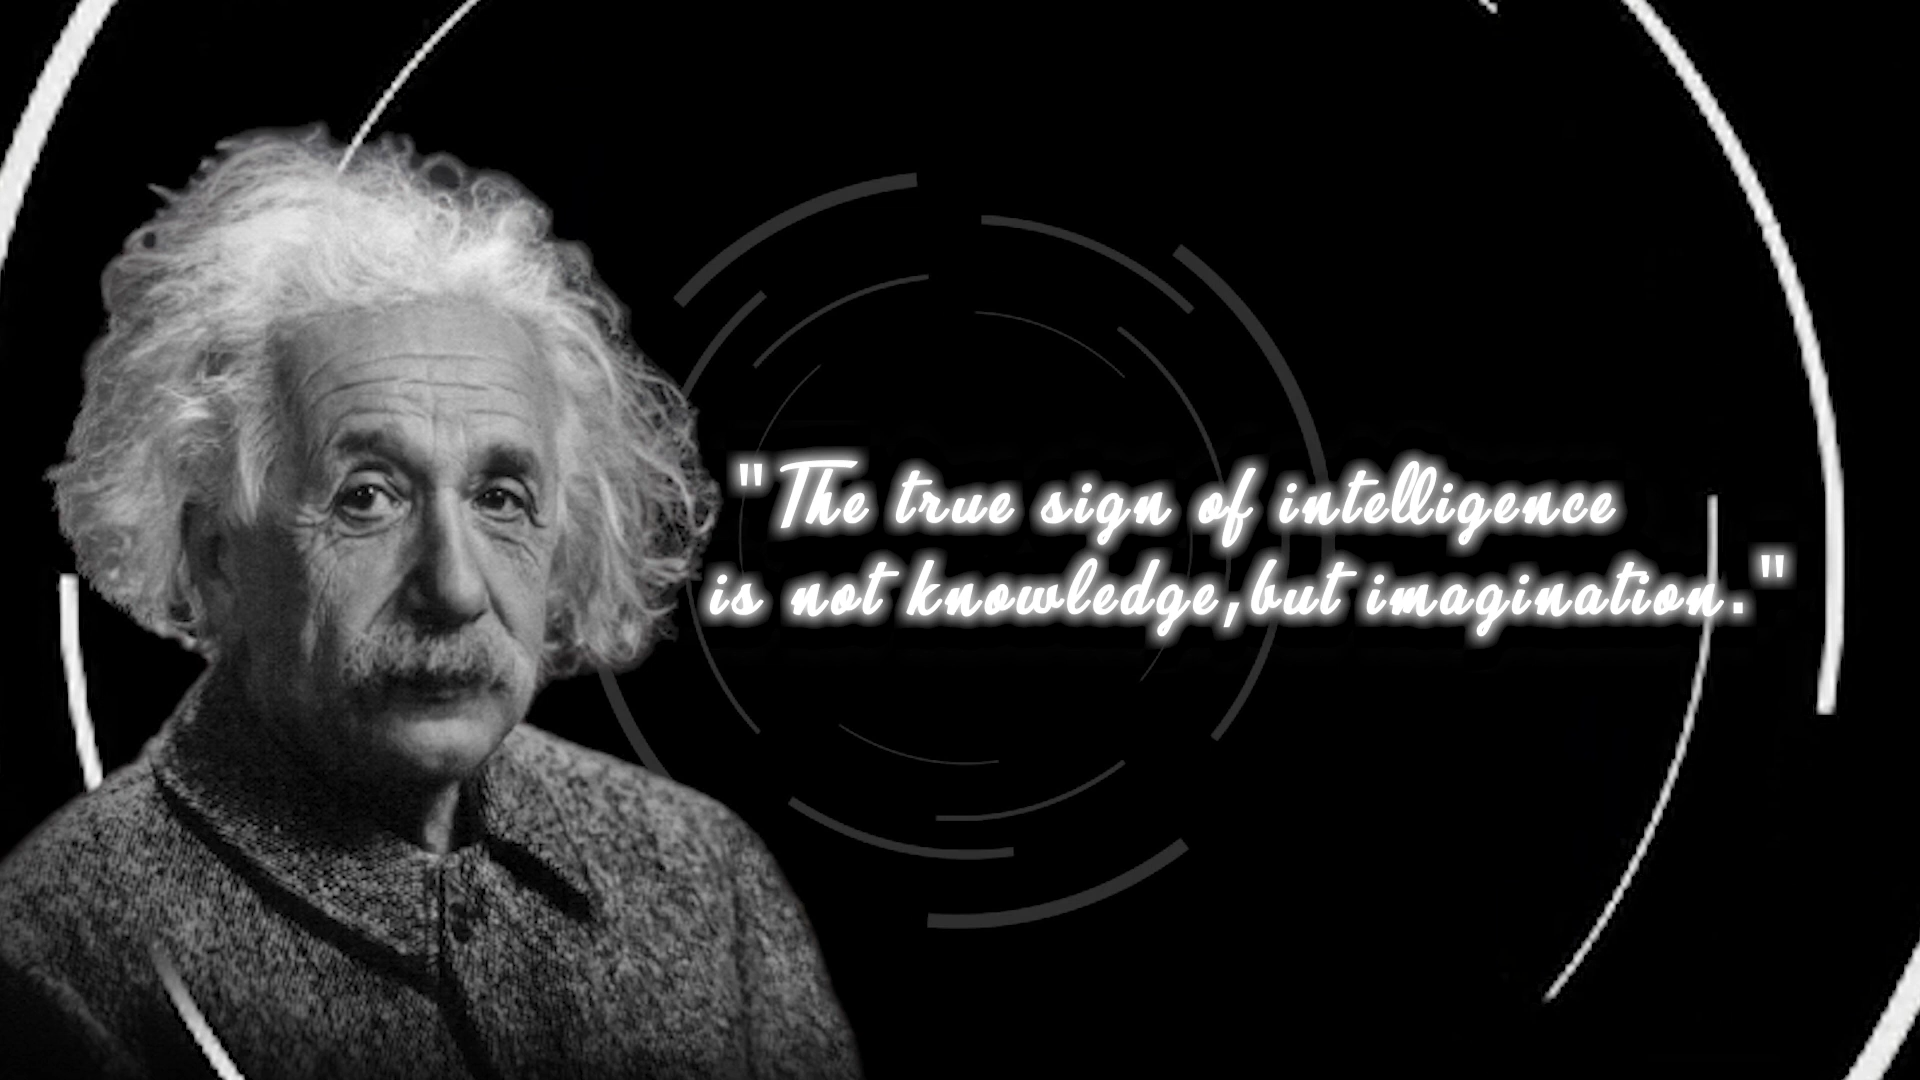 "The true sign of intelligence
is not knowledge,but imagination."